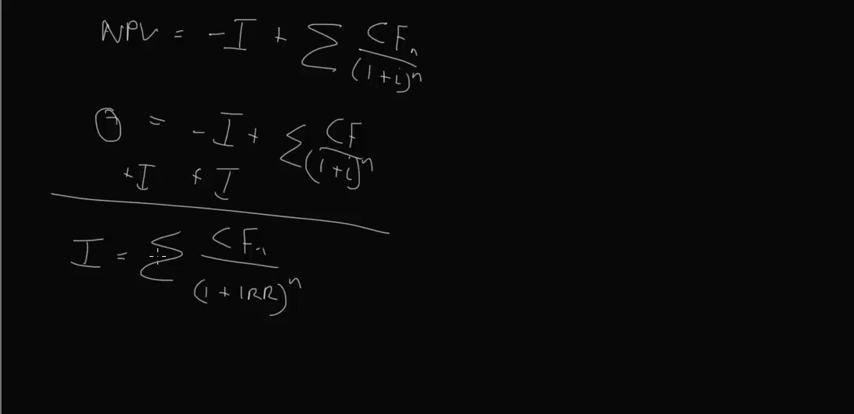 NPV = -I + ∑ CFₙ/(1+i)ⁿ
0 = -I + ∑ CF/(1+i)ⁿ
+I +I
I = ∑ CFₙ/(1+IRR)ⁿ